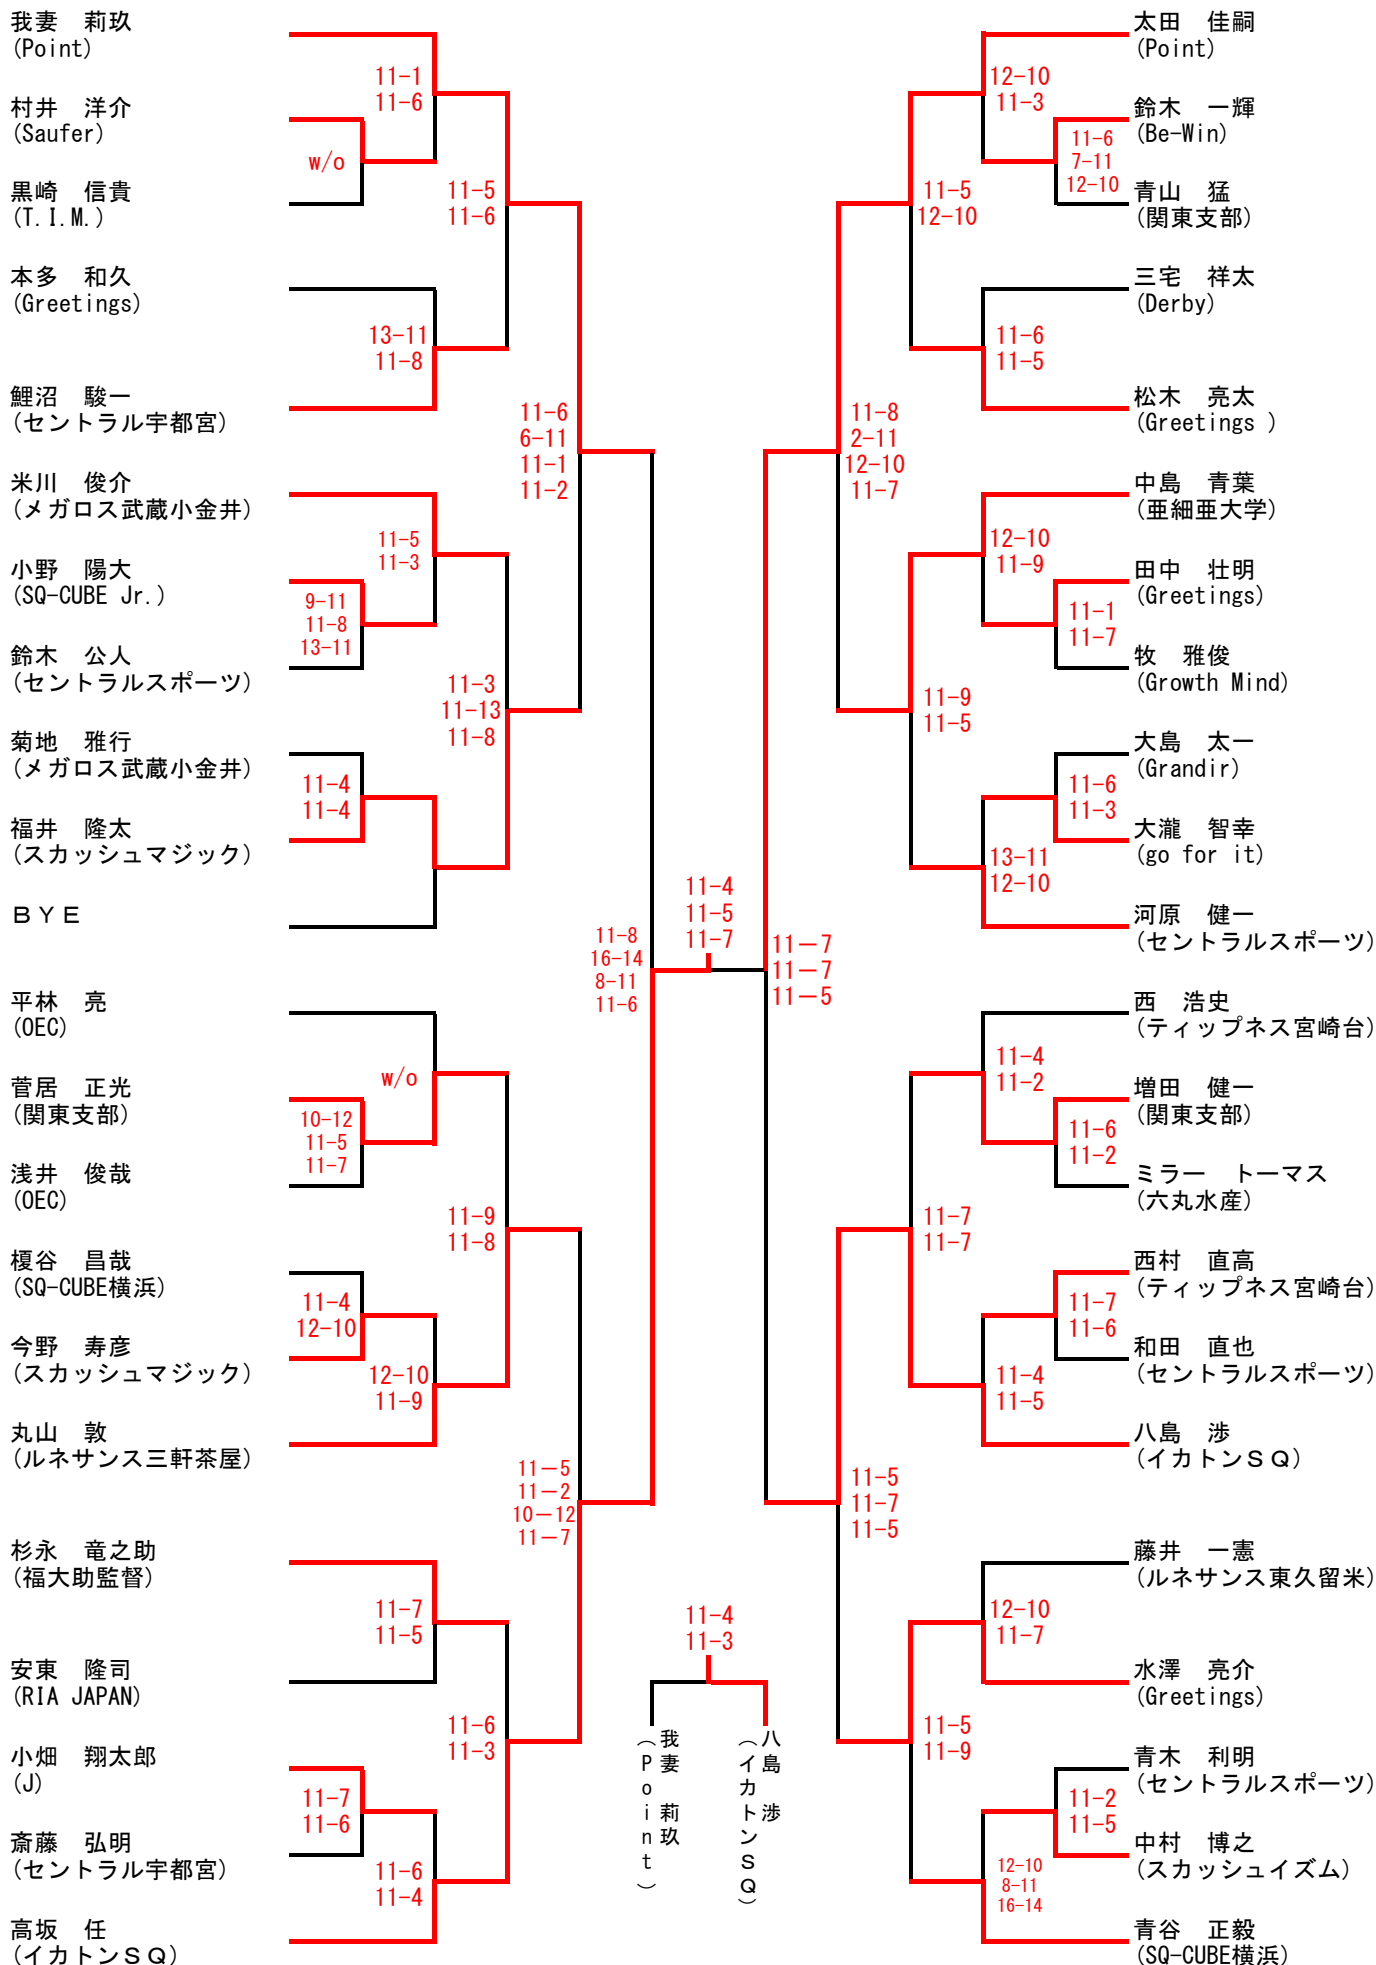 我妻 莉玖
(Point)
村井 洋介
(Saufer)
黒崎 信貴
(T.I.M.)
本多 和久
(Greetings)
鯉沼 駿一
(セントラル宇都宮)
米川 俊介
(メガロス武蔵小金井)
小野 陽大
(SQ-CUBE Jr.)
鈴木 公人
(セントラルスポーツ)
菊地 雅行
(メガロス武蔵小金井)
福井 隆太
(スカッシュマジック)
ＢＹＥ
平林 亮
(OEC)
菅居 正光
(関東支部)
浅井 俊哉
(OEC)
榎谷 昌哉
(SQ-CUBE横浜)
今野 寿彦
(スカッシュマジック)
丸山 敦
(ルネサンス三軒茶屋)
杉永 竜之助
(福大助監督)
安東 隆司
(RIA JAPAN)
小畑 翔太郎
(J)
斎藤 弘明
(セントラル宇都宮)
高坂 任
(イカトンＳＱ)
w/o
9-11
11-8
13-11
11-4
11-4
10-12
11-5
11-7
11-4
12-10
11-7
11-6
11-1
11-6
13-11
11-8
11-5
11-3
w/o
12-10
11-9
11-7
11-5
11-6
11-4
11-5
11-6
11-3
11-13
11-8
11-9
11-8
11-6
11-3
11-6
6-11
11-1
11-2
11－5
11－2
10－12
11－7
11-8
16-14
8-11
11-6
11-4
11-5
11-7
11-4
11-3
我妻 莉玖
(Point)
八島 渉
(イカトンＳＱ)
11－7
11－7
11－5
11-8
2-11
12-10
11-7
11-5
11-7
11-5
11-5
12-10
11-9
11-5
11-7
11-7
11-5
11-9
12-10
11-3
11-6
11-5
12-10
11-9
13-11
12-10
11-4
11-2
11-4
11-5
12-10
11-7
12-10
8-11
16-14
11-6
7-11
12-10
11-1
11-7
11-6
11-3
11-6
11-2
11-7
11-6
11-2
11-5
太田 佳嗣
(Point)
鈴木 一輝
(Be-Win)
青山 猛
(関東支部)
三宅 祥太
(Derby)
松木 亮太
(Greetings )
中島 青葉
(亜細亜大学)
田中 壮明
(Greetings)
牧 雅俊
(Growth Mind)
大島 太一
(Grandir)
大瀧 智幸
(go for it)
河原 健一
(セントラルスポーツ)
西 浩史
(ティップネス宮崎台)
増田 健一
(関東支部)
ミラー トーマス
(六丸水産)
西村 直高
(ティップネス宮崎台)
和田 直也
(セントラルスポーツ)
八島 渉
(イカトンＳＱ)
藤井 一憲
(ルネサンス東久留米)
水澤 亮介
(Greetings)
青木 利明
(セントラルスポーツ)
中村 博之
(スカッシュイズム)
青谷 正毅
(SQ-CUBE横浜)